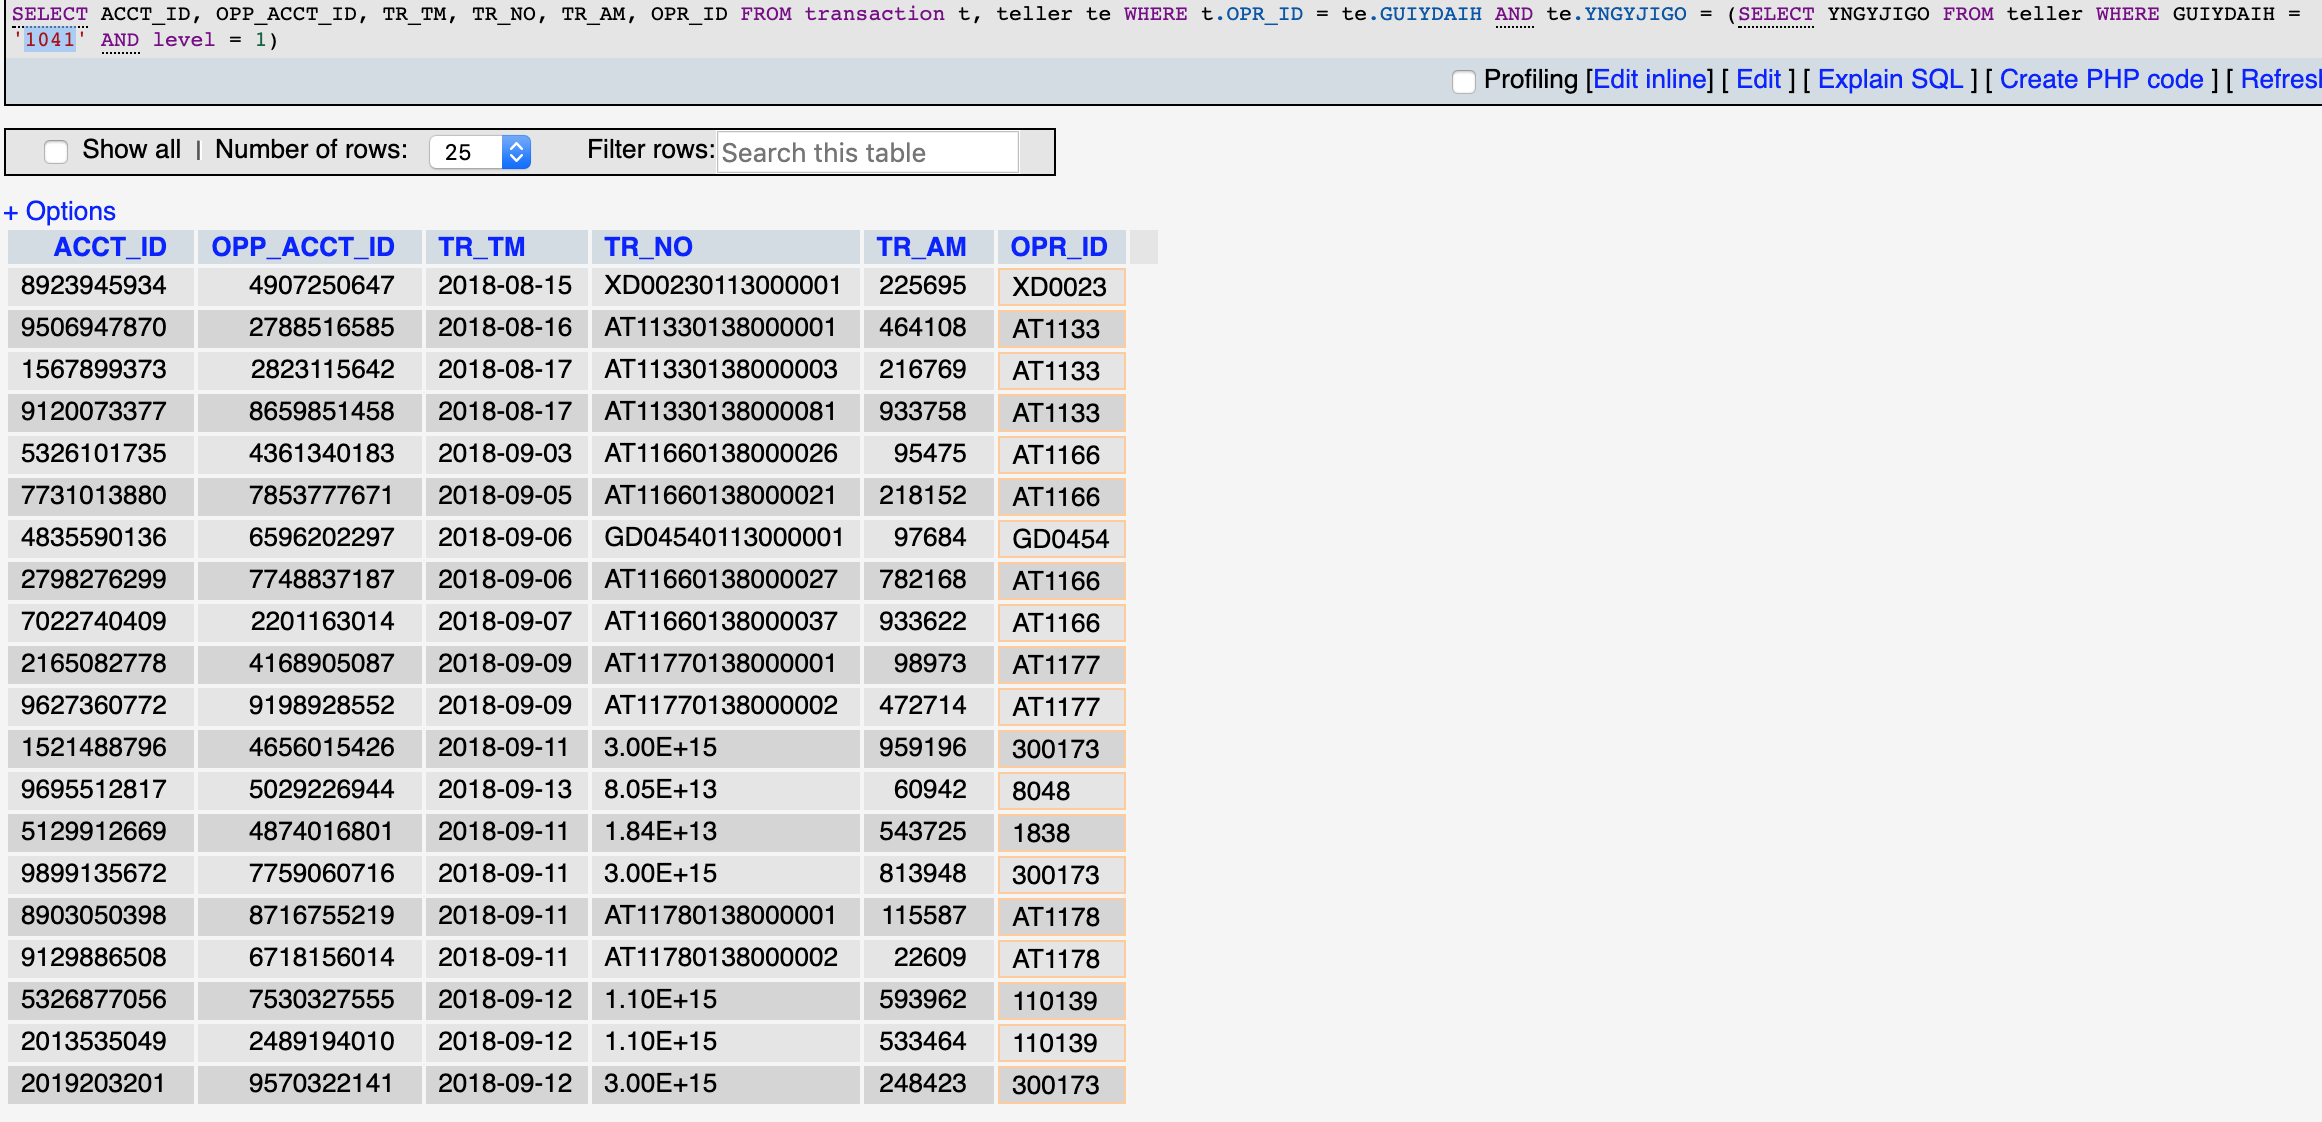 SELECT ACCT_ID, OPP_ACCT_ID, TR_TM, TR_NO, TR_AM, OPR_ID FROM transaction t, teller te WHERE t.OPR_ID = te.GUIYDAIH AND te.YNGYJIGO = (SELECT YNGYJIGO FROM teller WHERE GUIYDAIH =
'1041' AND level = 1)
Profiling [Edit inline] [ Edit ] [ Explain SQL ] [ Create PHP code ] [ Refresh
Show all | Number of rows: 25 Filter rows: Search this table
+ Options
ACCT_ID OPP_ACCT_ID TR_TM TR_NO TR_AM OPR_ID
8923945934 4907250647 2018-08-15 XD00230113000001 225695 XD0023
9506947870 2788516585 2018-08-16 AT11330138000001 464108 AT1133
1567899373 2823115642 2018-08-17 AT11330138000003 216769 AT1133
9120073377 8659851458 2018-08-17 AT11330138000081 933758 AT1133
5326101735 4361340183 2018-09-03 AT11660138000026 95475 AT1166
7731013880 7853777671 2018-09-05 AT11660138000021 218152 AT1166
4835590136 6596202297 2018-09-06 GD04540113000001 97684 GD0454
2798276299 7748837187 2018-09-06 AT11660138000027 782168 AT1166
7022740409 2201163014 2018-09-07 AT11660138000037 933622 AT1166
2165082778 4168905087 2018-09-09 AT11770138000001 98973 AT1177
9627360772 9198928552 2018-09-09 AT11770138000002 472714 AT1177
1521488796 4656015426 2018-09-11 3.00E+15 959196 300173
9695512817 5029226944 2018-09-13 8.05E+13 60942 8048
5129912669 4874016801 2018-09-11 1.84E+13 543725 1838
9899135672 7759060716 2018-09-11 3.00E+15 813948 300173
8903050398 8716755219 2018-09-11 AT11780138000001 115587 AT1178
9129886508 6718156014 2018-09-11 AT11780138000002 22609 AT1178
5326877056 7530327555 2018-09-12 1.10E+15 593962 110139
2013535049 2489194010 2018-09-12 1.10E+15 533464 110139
2019203201 9570322141 2018-09-12 3.00E+15 248423 300173